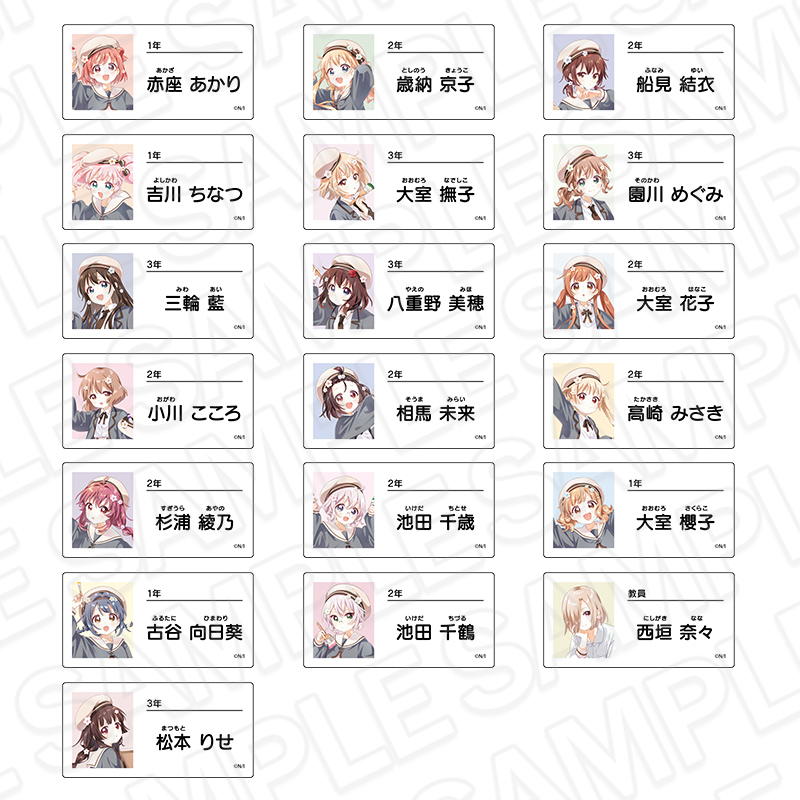 1年
あかざ
赤座 あかり
©N/I
2年
としのう きょうこ
歳納 京子
©N/I
2年
ふなみ ゆい
船見 結衣
©N/I
1年
よしかわ
吉川 ちなつ
©N/I
3年
おおむろ なでしこ
大室 撫子
©N/I
3年
そのかわ
園川 めぐみ
©N/I
3年
みわ あい
三輪 藍
©N/I
3年
やえの みほ
八重野 美穂
©N/I
2年
おおむろ はなこ
大室 花子
©N/I
2年
おがわ
小川 こころ
©N/I
2年
そうま みらい
相馬 未来
©N/I
2年
たかさき
高崎 みさき
©N/I
2年
すぎうら あやの
杉浦 綾乃
©N/I
2年
いけだ ちとせ
池田 千歳
©N/I
1年
おおむろ さくらこ
大室 櫻子
©N/I
1年
ふるたに ひまわり
古谷 向日葵
©N/I
2年
いけだ ちづる
池田 千鶴
©N/I
教員
にしがき なな
西垣 奈々
©N/I
3年
まつもと
松本 りせ
©N/I
SAMPLE SAMPLE SAMPLE